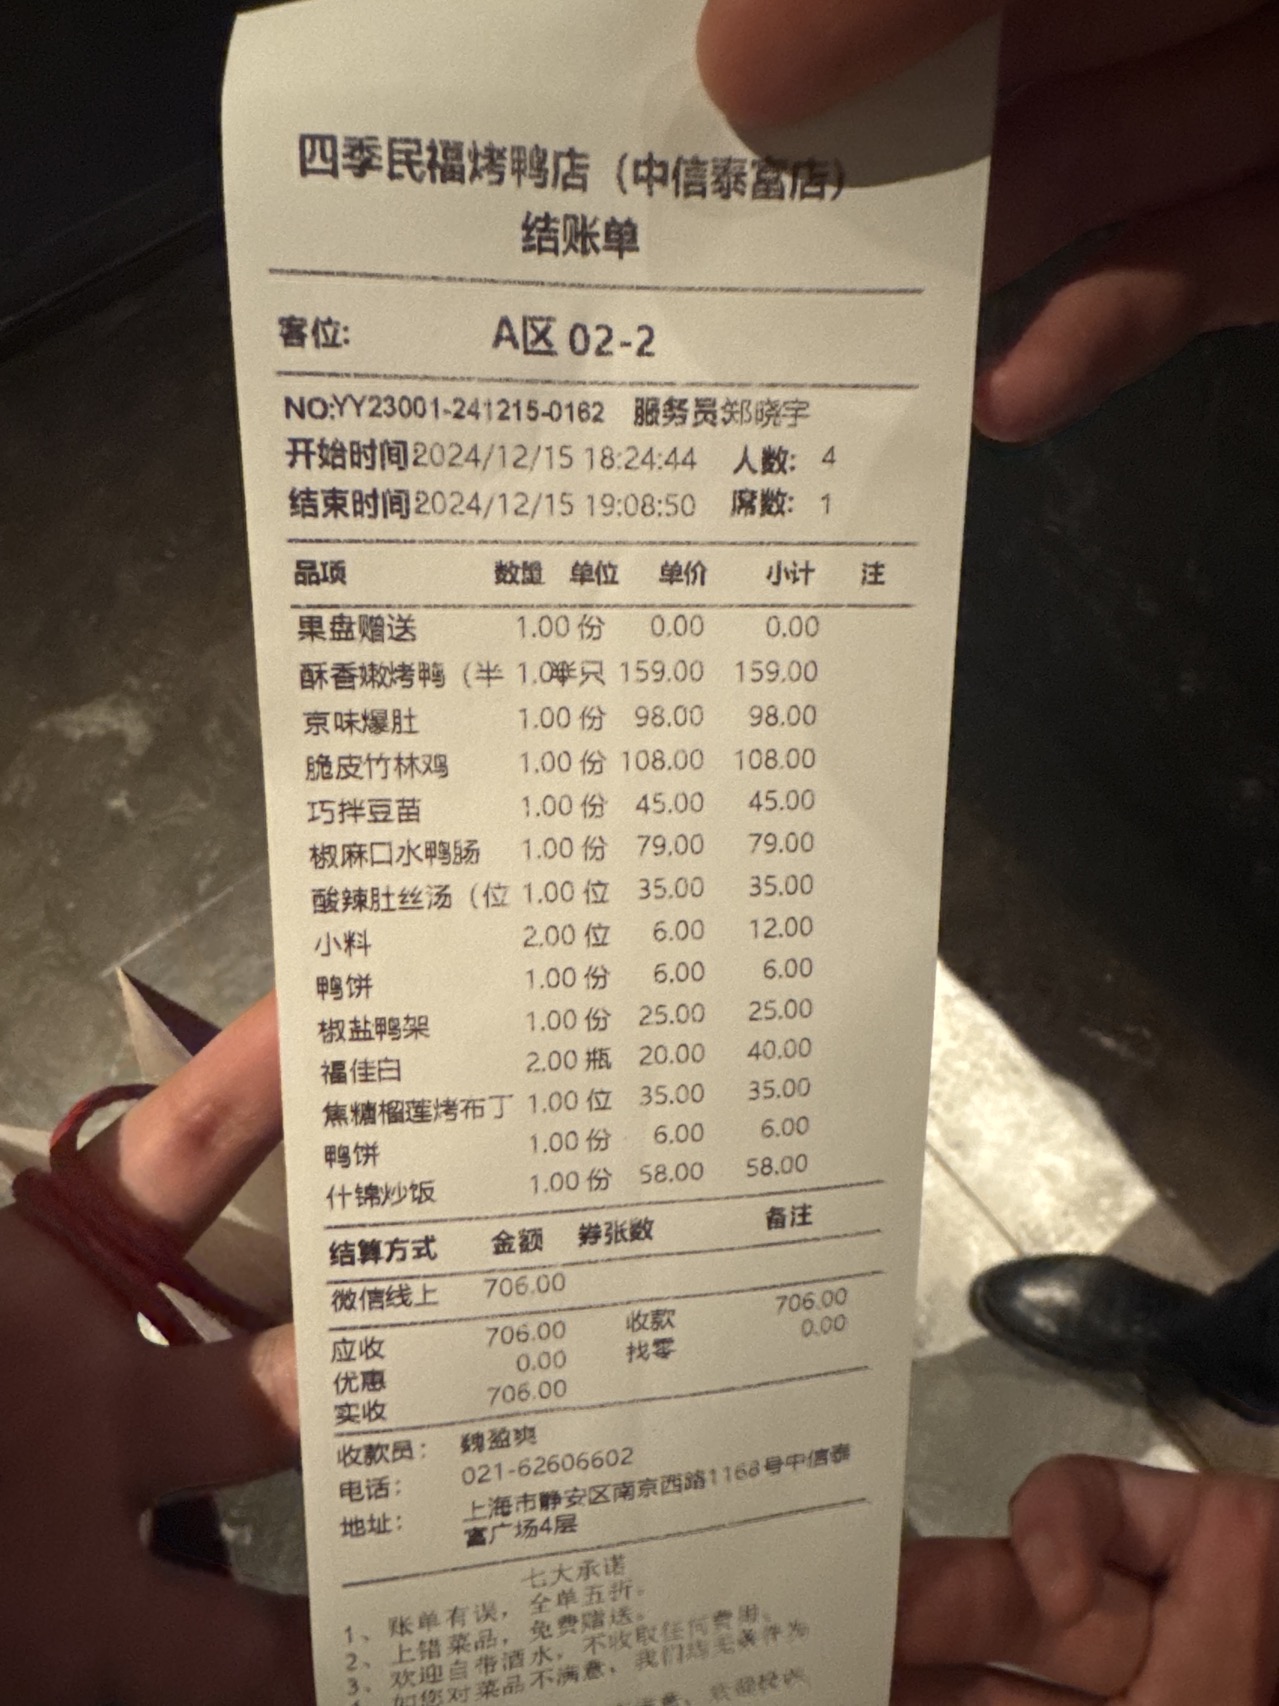 四季民福烤鸭店（中信泰富店）
结账单
客位: A区 02-2
NO:YY23001-241215-0162 服务员:郑晓宇
开始时间2024/12/15 18:24:44 人数: 4
结束时间2024/12/15 19:08:50 席数: 1
品项 数量 单位 单价 小计 注
果盘赠送 1.00 份 0.00 0.00
酥香嫩烤鸭（半 1.00半只 159.00 159.00
京味爆肚 1.00 份 98.00 98.00
脆皮竹林鸡 1.00 份 108.00 108.00
巧拌豆苗 1.00 份 45.00 45.00
椒麻口水鸭肠 1.00 份 79.00 79.00
酸辣肚丝汤（位 1.00 位 35.00 35.00
小料 2.00 位 6.00 12.00
鸭饼 1.00 份 6.00 6.00
椒盐鸭架 1.00 份 25.00 25.00
福佳白 2.00 瓶 20.00 40.00
焦糖榴莲烤布丁 1.00 位 35.00 35.00
鸭饼 1.00 份 6.00 6.00
什锦炒饭 1.00 份 58.00 58.00
结算方式 金额 券张数 备注
微信线上 706.00
应收 706.00 收款 706.00
优惠 0.00 找零 0.00
实收 706.00
收款员: 魏盈爽
电话: 021-62606602
地址: 上海市静安区南京西路1168号中信泰
富广场4层
七大承诺
1、账单有误，全单五折。
2、上错菜品，免费赠送。
3、欢迎自带酒水，不收取任何费用。
如您对菜品不满意，我们将无条件为